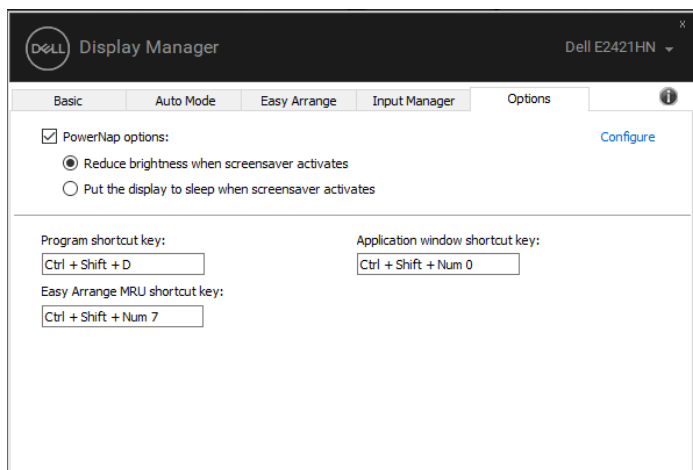 DELL Display Manager
Dell E2421HN
x
Basic
Auto Mode
Easy Arrange
Input Manager
Options
i
PowerNap options:
Configure
Reduce brightness when screensaver activates
Put the display to sleep when screensaver activates
Program shortcut key:
Application window shortcut key:
Ctrl + Shift + D
Ctrl + Shift + Num 0
Easy Arrange MRU shortcut key:
Ctrl + Shift + Num 7